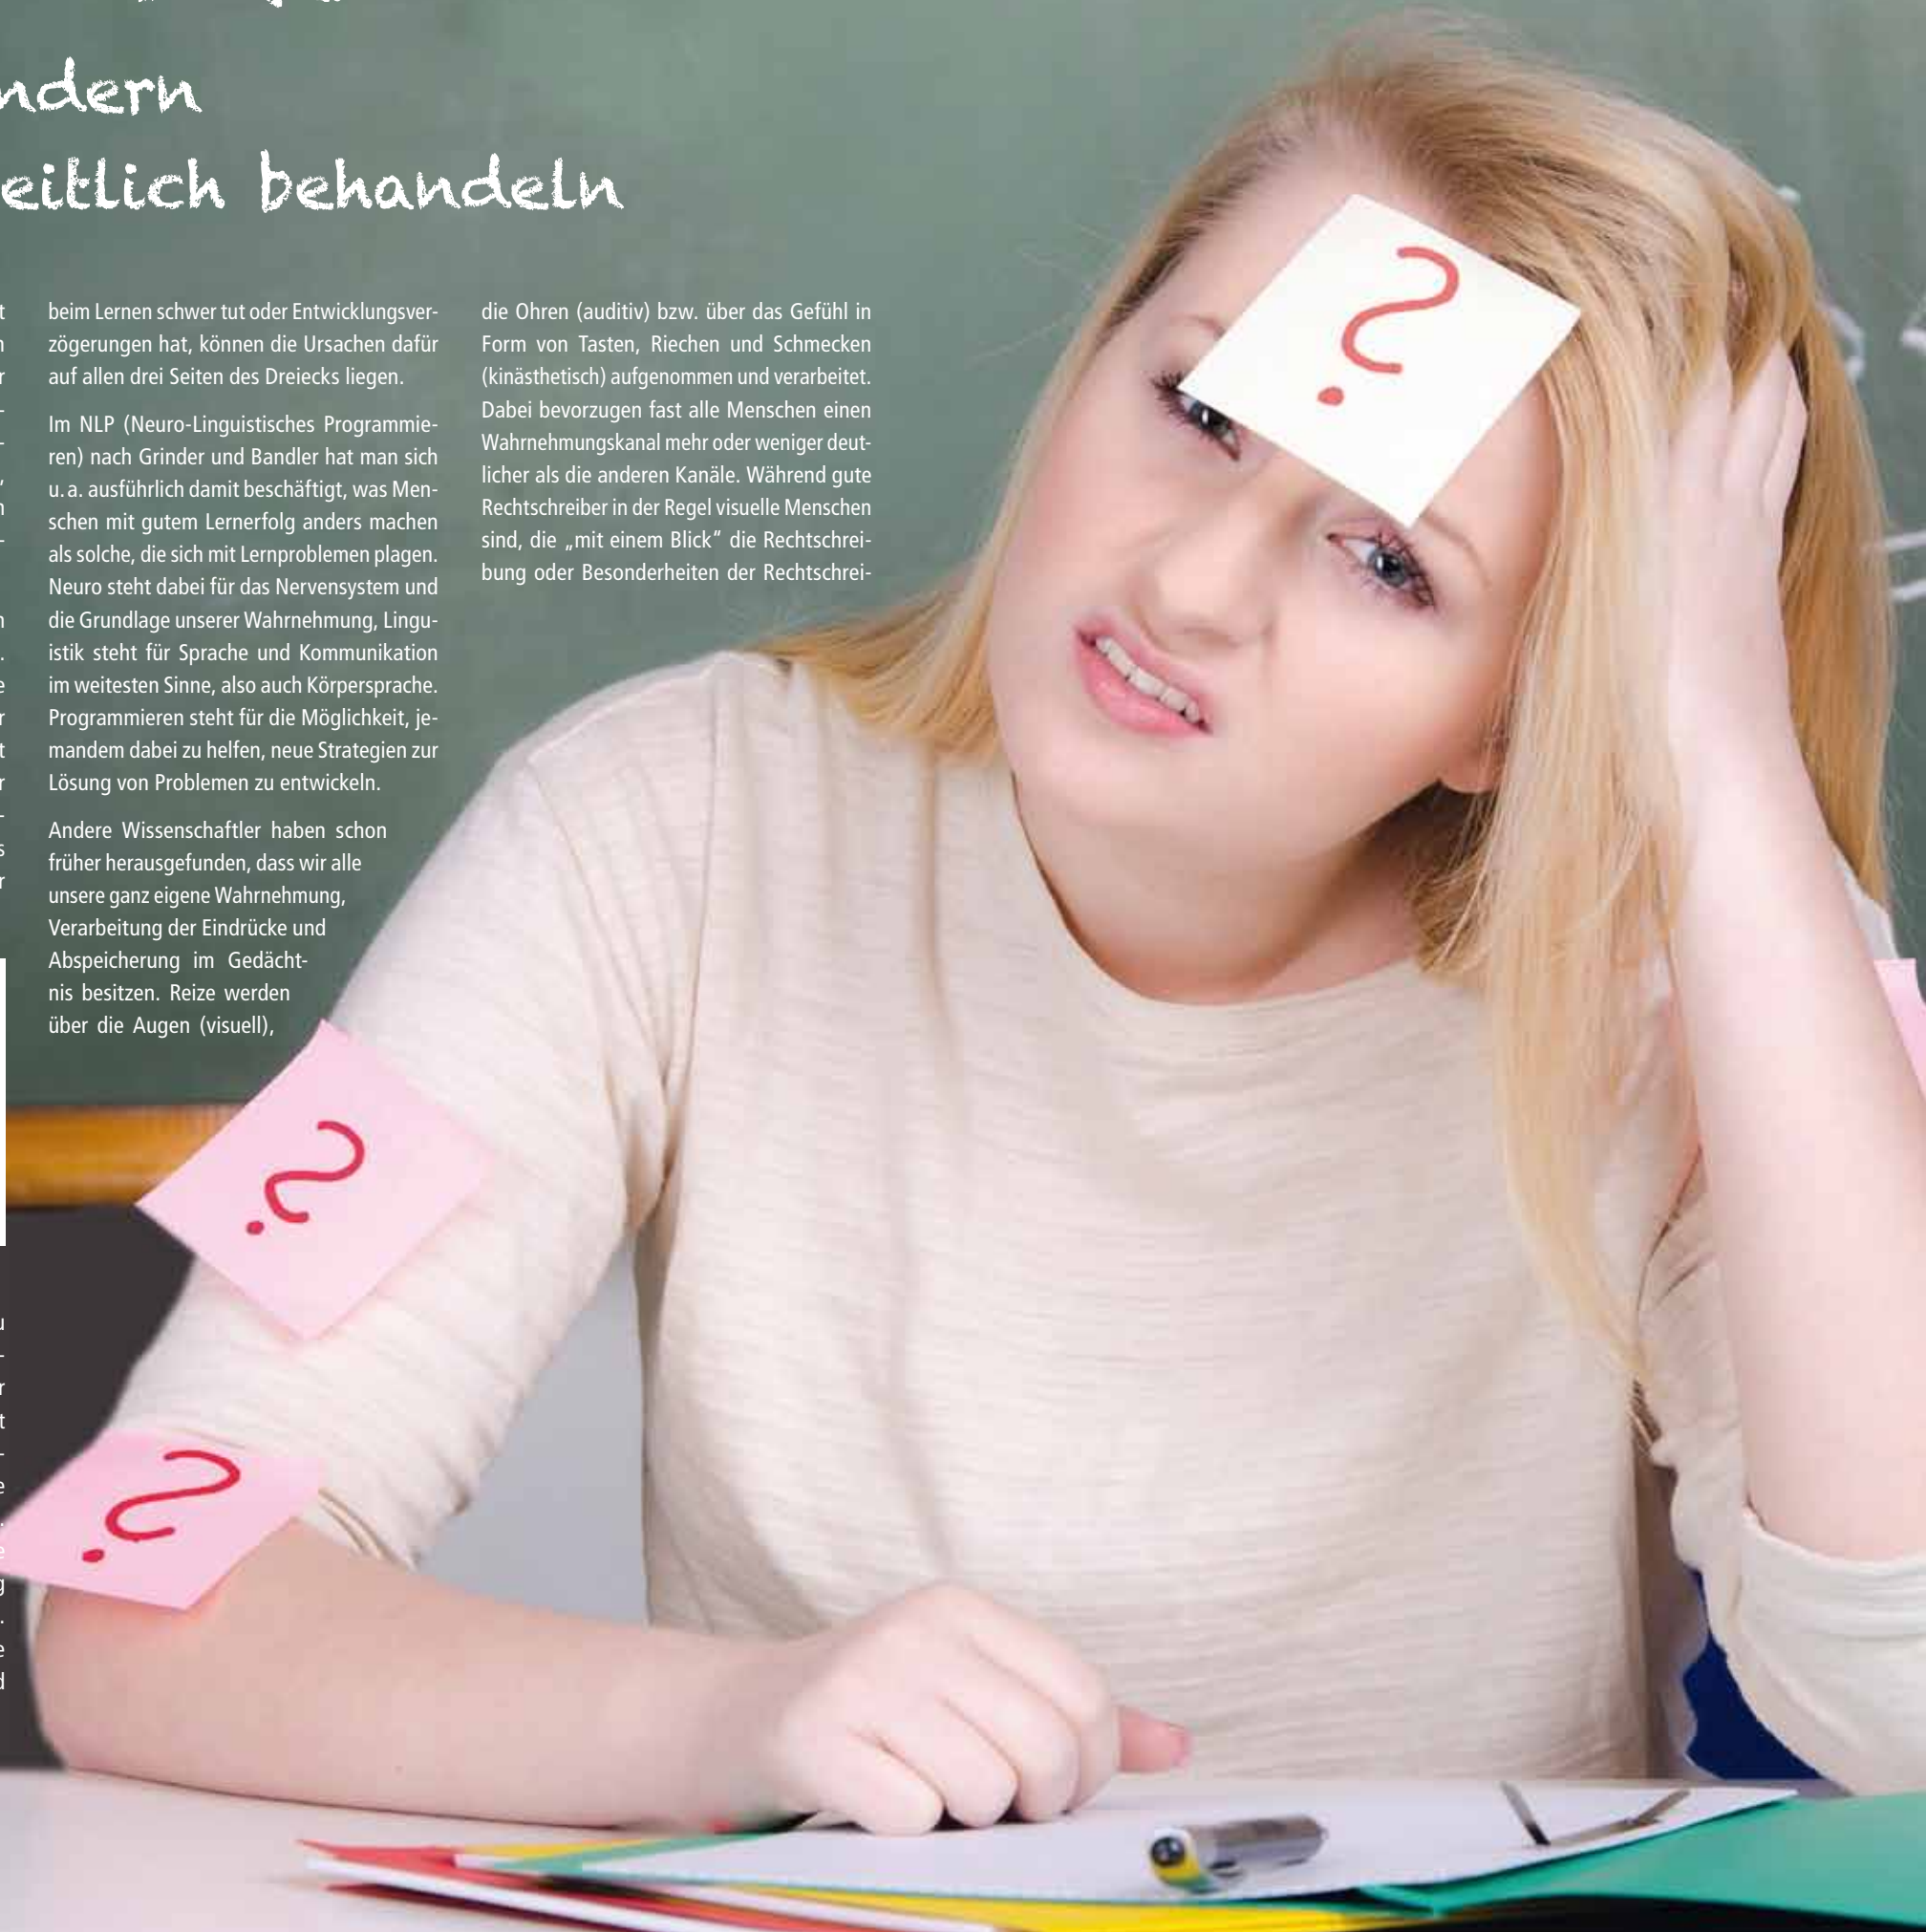 ndern
eitlich behandeln
beim Lernen schwer tut oder Entwicklungsver-
zögerungen hat, können die Ursachen dafür
auf allen drei Seiten des Dreiecks liegen.
Im NLP (Neuro-Linguistisches Programmie-
ren) nach Grinder und Bandler hat man sich
u. a. ausführlich damit beschäftigt, was Men-
schen mit gutem Lernerfolg anders machen
als solche, die sich mit Lernproblemen plagen.
Neuro steht dabei für das Nervensystem und
die Grundlage unserer Wahrnehmung, Lingu-
istik steht für Sprache und Kommunikation
im weitesten Sinne, also auch Körpersprache.
Programmieren steht für die Möglichkeit, je-
mandem dabei zu helfen, neue Strategien zur
Lösung von Problemen zu entwickeln.
Andere Wissenschaftler haben schon
früher herausgefunden, dass wir alle
unsere ganz eigene Wahrnehmung,
Verarbeitung der Eindrücke und
Abspeicherung im Gedächt-
nis besitzen. Reize werden
über die Augen (visuell),
die Ohren (auditiv) bzw. über das Gefühl in
Form von Tasten, Riechen und Schmecken
(kinästhetisch) aufgenommen und verarbeitet.
Dabei bevorzugen fast alle Menschen einen
Wahrnehmungskanal mehr oder weniger deut-
licher als die anderen Kanäle. Während gute
Rechtschreiber in der Regel visuelle Menschen
sind, die „mit einem Blick“ die Rechtschrei-
bung oder Besonderheiten der Rechtschrei-
?
?
?